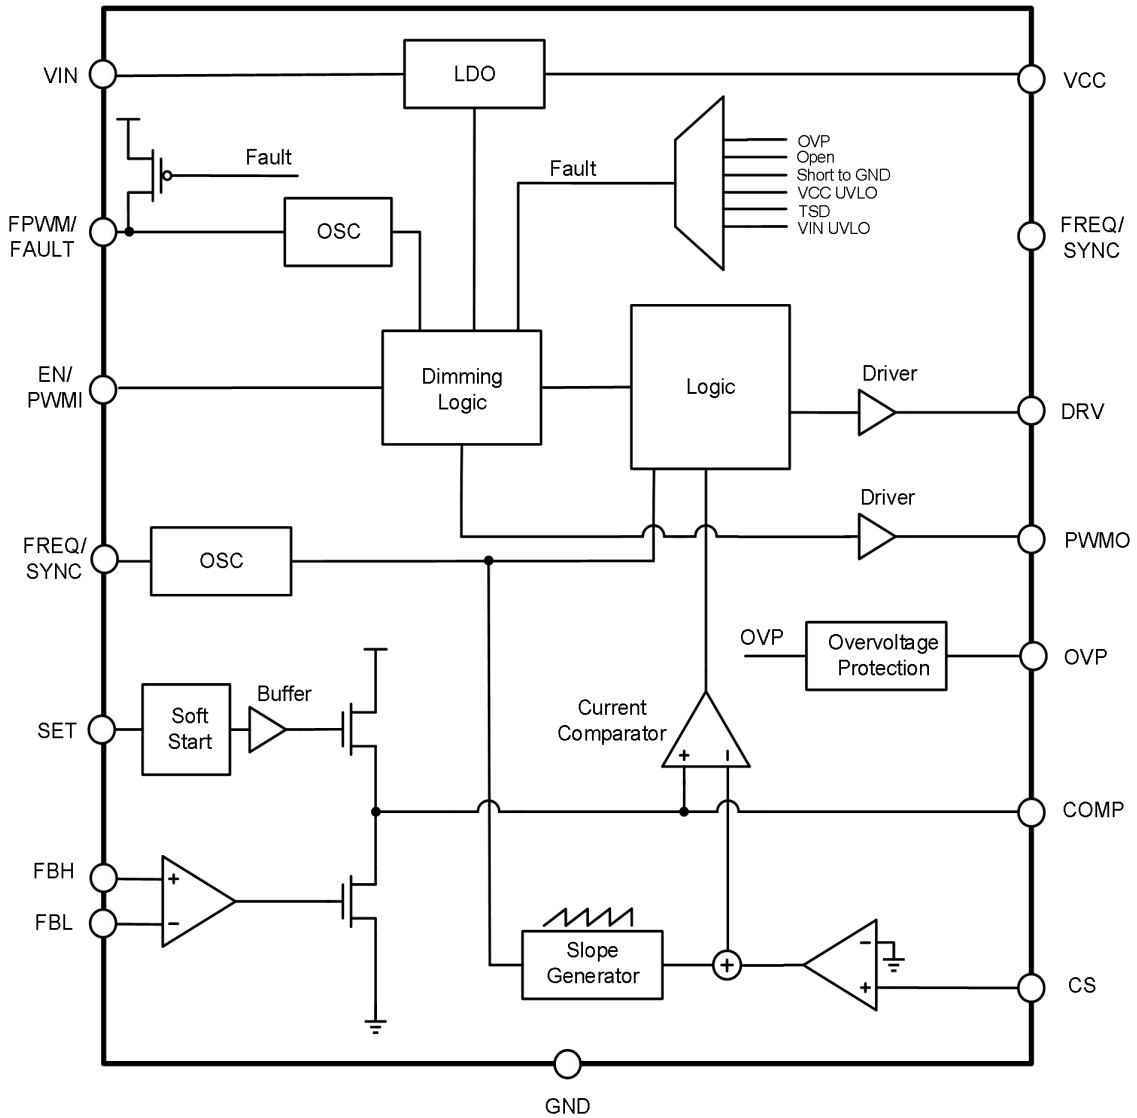 VIN
LDO
VCC
Fault
Fault
OVP
Open
Short to GND
VCC UVLO
TSD
VIN UVLO
FPWM/
FAULT
OSC
FREQ/
SYNC
EN/
PWMI
Dimming
Logic
Logic
Driver
DRV
FREQ/
SYNC
OSC
Driver
PWMO
OVP
Overvoltage
Protection
OVP
SET
Soft
Start
Buffer
Current
Comparator
+ −
COMP
FBH
+
FBL
−
Slope
Generator
+
−
+
CS
GND